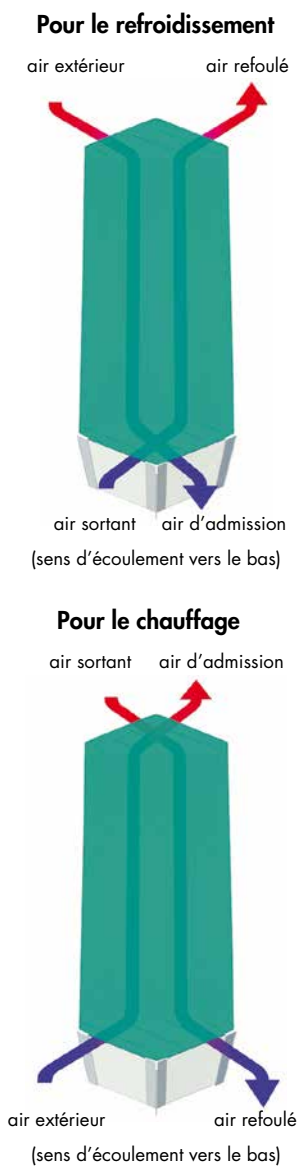 Pour le refroidissement
air extérieur air refoulé
air sortant air d’admission
(sens d’écoulement vers le bas)
Pour le chauffage
air sortant air d’admission
air extérieur air refoulé
(sens d’écoulement vers le bas)